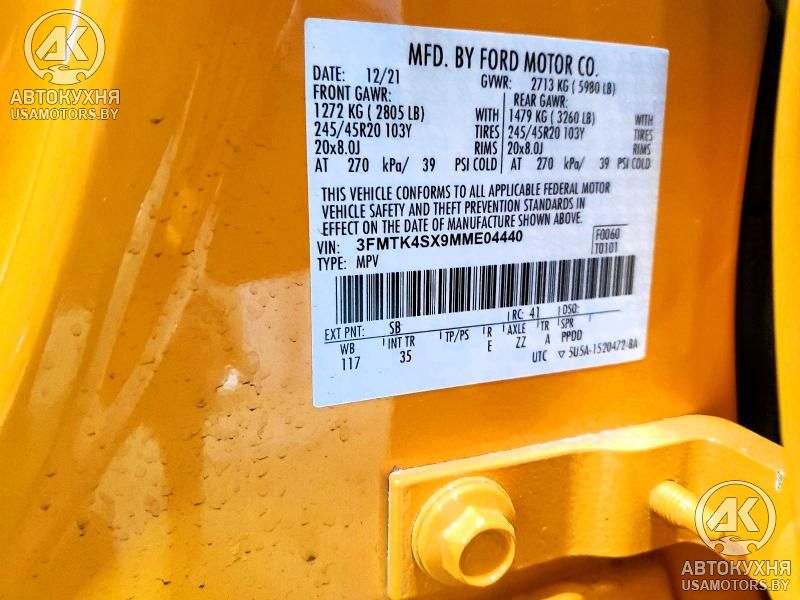 АК
АВТОКУХНЯ
USAMOTORS.BY
MFD. BY FORD MOTOR CO.
DATE: 12/21 GVWR: 2713 KG ( 5980 LB)
FRONT GAWR: REAR GAWR:
1272 KG ( 2805 LB) WITH 1479 KG ( 3260 LB) WITH
245/45R20 103Y TIRES 245/45R20 103Y TIRES
20x8.0J RIMS 20x8.0J RIMS
AT 270 kPa/ 39 PSI COLD AT 270 kPa/ 39 PSI COLD
THIS VEHICLE CONFORMS TO ALL APPLICABLE FEDERAL MOTOR
VEHICLE SAFETY AND THEFT PREVENTION STANDARDS IN
EFFECT ON THE DATE OF MANUFACTURE SHOWN ABOVE.
VIN: 3FMTK4SX9MME04440 F0060
TYPE: MPV T0101
EXT PNT: SB RC: 41 DSO:
WB INT TR TP/PS R AXLE TR SPR
117 35 E ZZ A PPDD
UTC ▽ 5U5A-1520472-BA
АК
АВТОКУХНЯ
USAMOTORS.BY